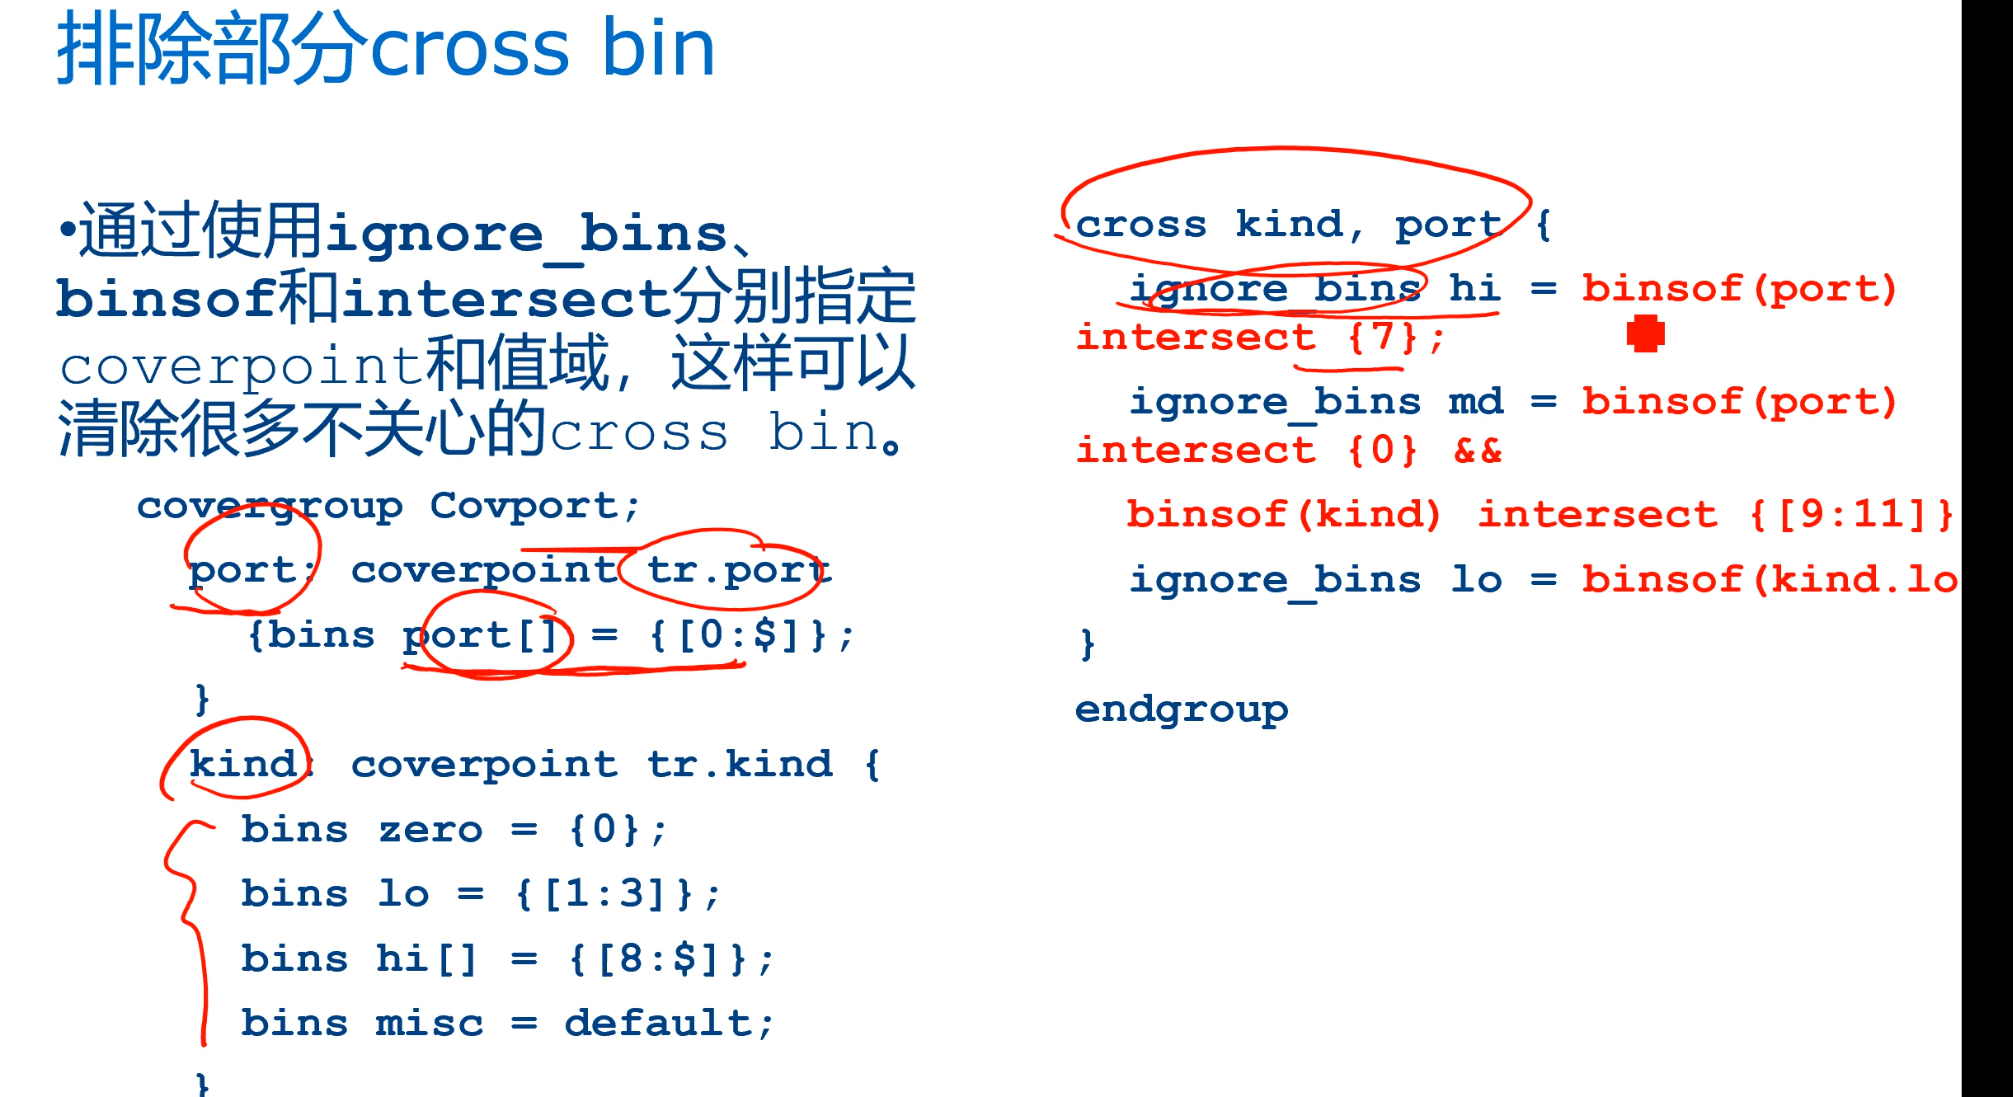 排除部分cross bin
•通过使用ignore_bins、
binsof和intersect分别指定
coverpoint和值域，这样可以
清除很多不关心的cross bin。
covergroup Covport;
port: coverpoint tr.port
{bins port[] = {[0:$]};
}
kind: coverpoint tr.kind {
bins zero = {0};
bins lo = {[1:3]};
bins hi[] = {[8:$]};
bins misc = default;
}
cross kind, port {
ignore_bins hi = binsof(port)
intersect {7};
ignore_bins md = binsof(port)
intersect {0} &&
binsof(kind) intersect {[9:11]}
ignore_bins lo = binsof(kind.lo
}
endgroup